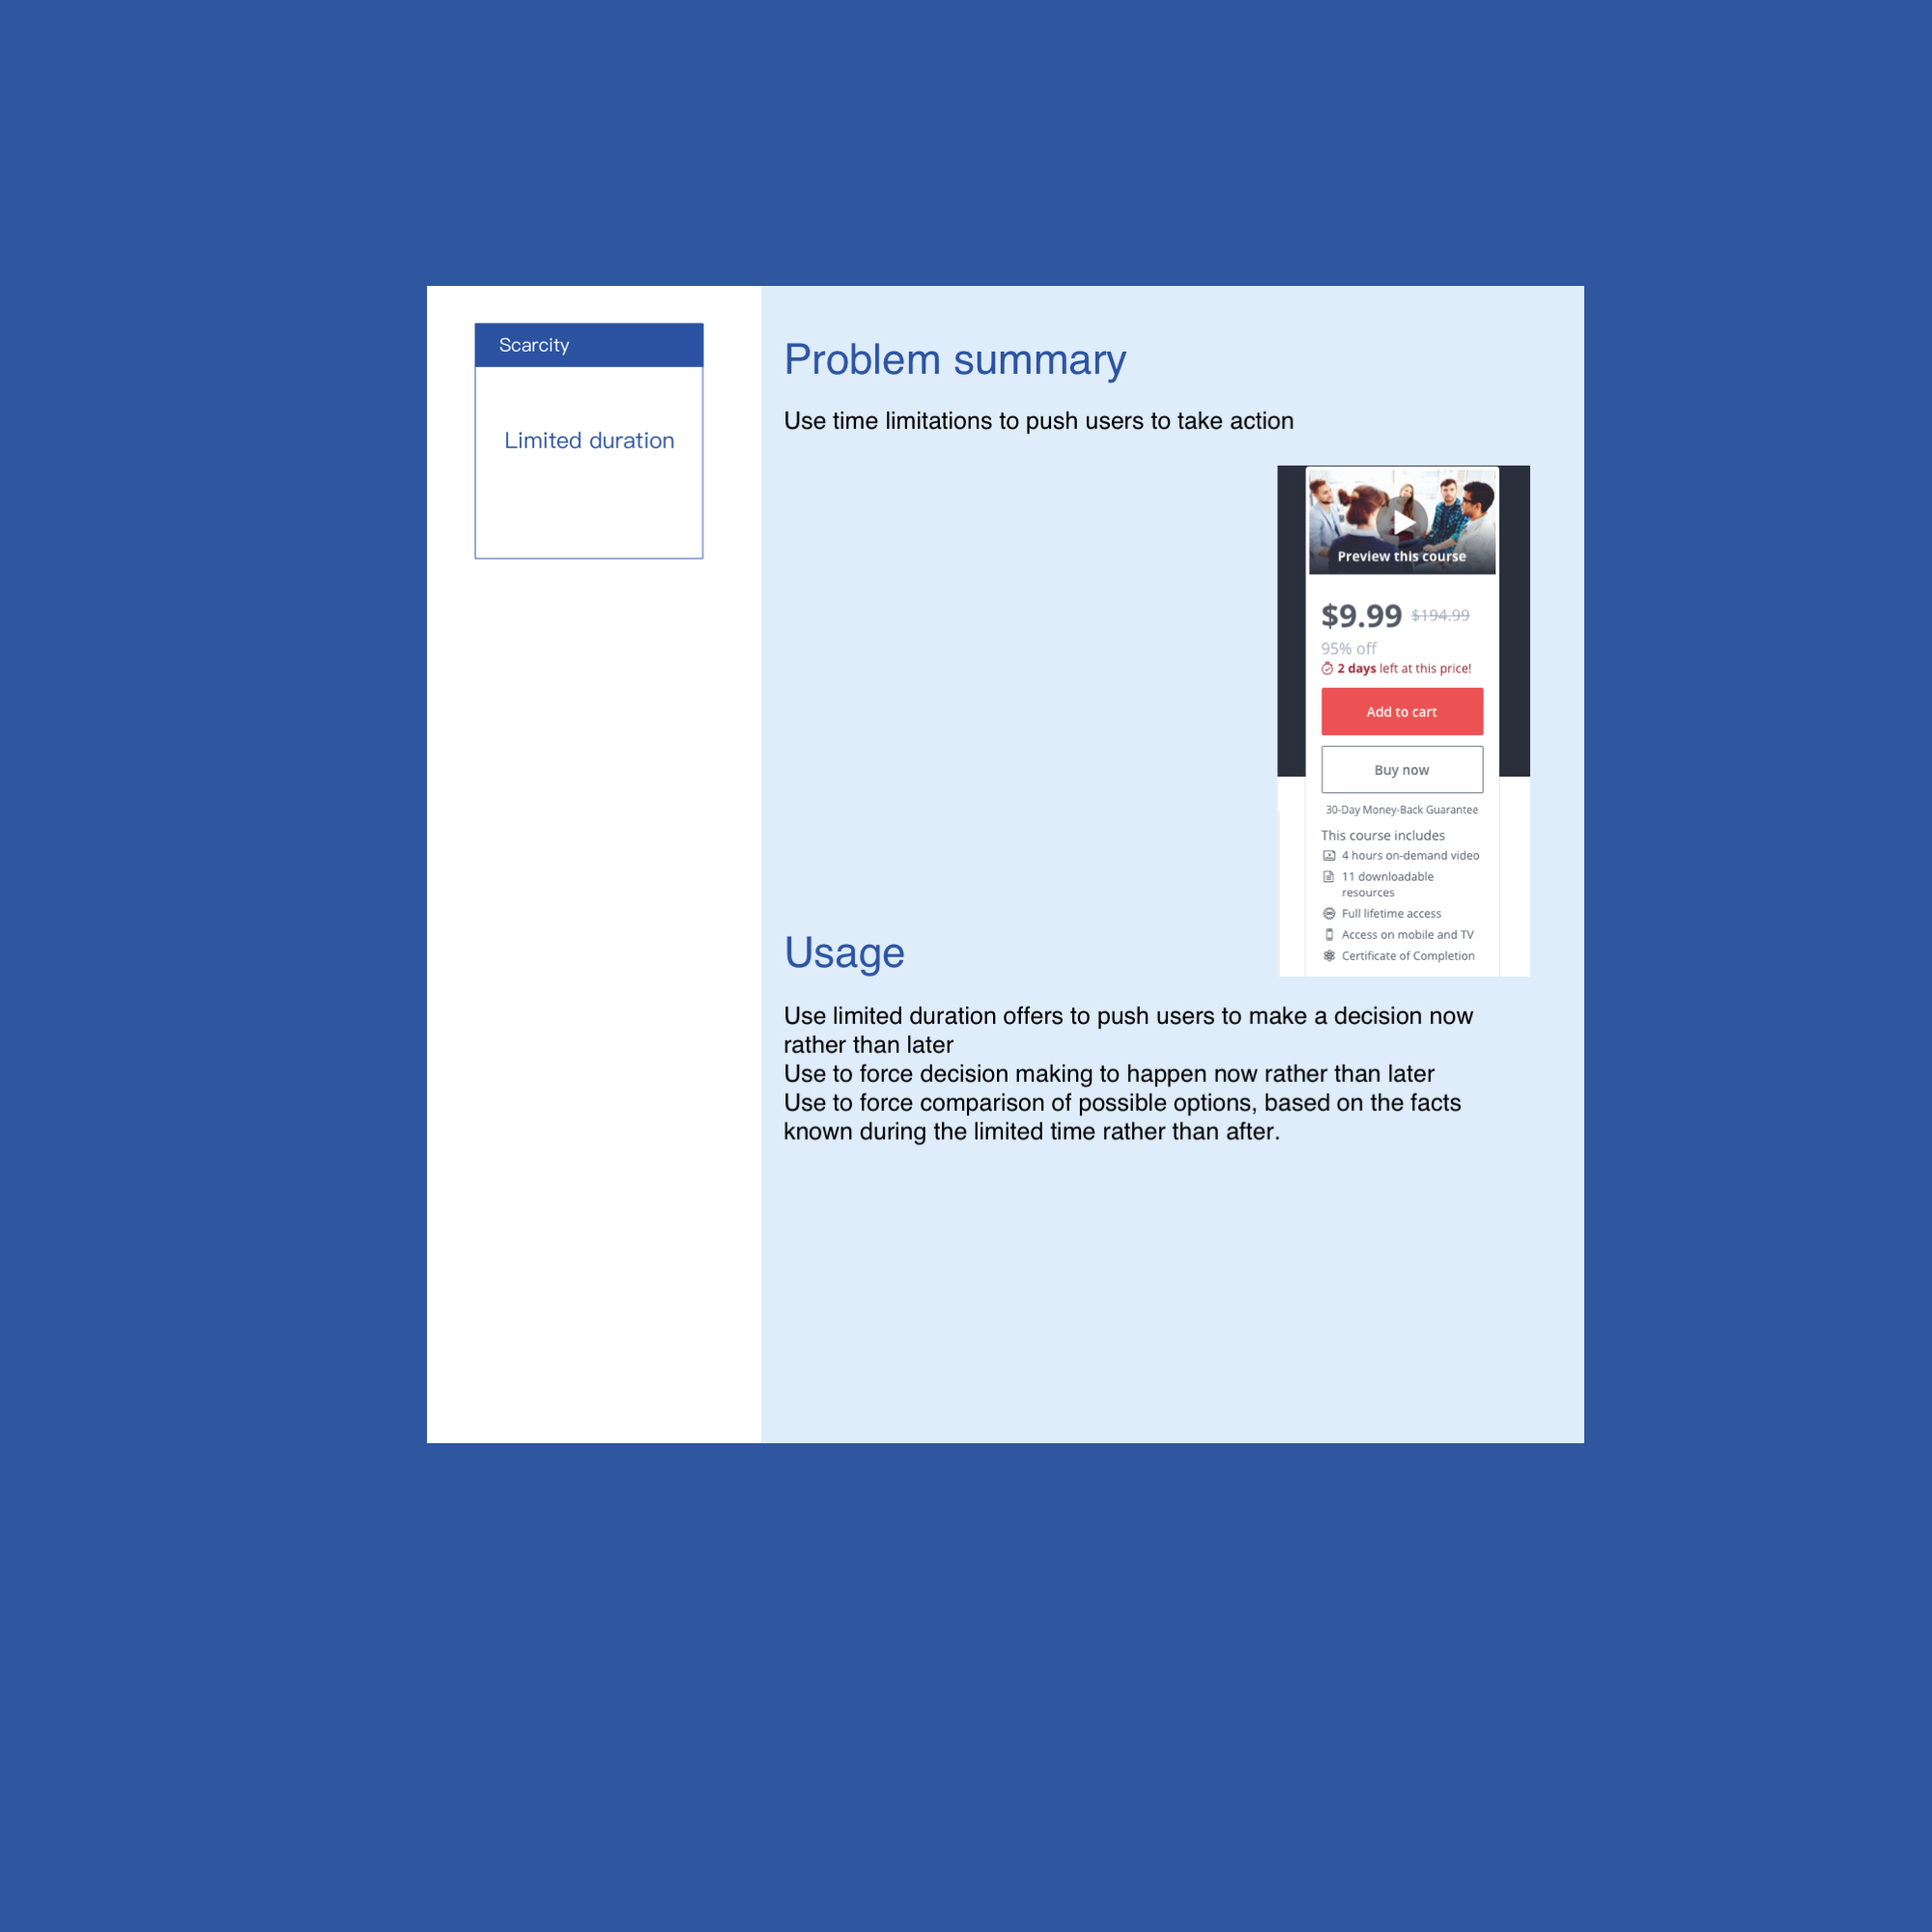 Scarcity
Limited duration
Problem summary
Use time limitations to push users to take action
Preview this course
$9.99 $194.99
95% off
2 days left at this price!
Add to cart
Buy now
30-Day Money-Back Guarantee
This course includes
4 hours on-demand video
11 downloadable
resources
Full lifetime access
Access on mobile and TV
Certificate of Completion
Usage
Use limited duration offers to push users to make a decision now
rather than later
Use to force decision making to happen now rather than later
Use to force comparison of possible options, based on the facts
known during the limited time rather than after.